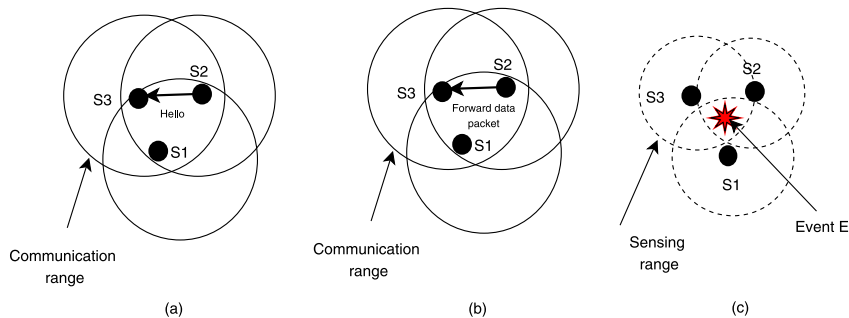 S3
S2
Hello
S1
Communication
range
(a)
S3
S2
Forward data
packet
S1
Communication
range
(b)
S3
S2
S1
Event E
Sensing
range
(c)